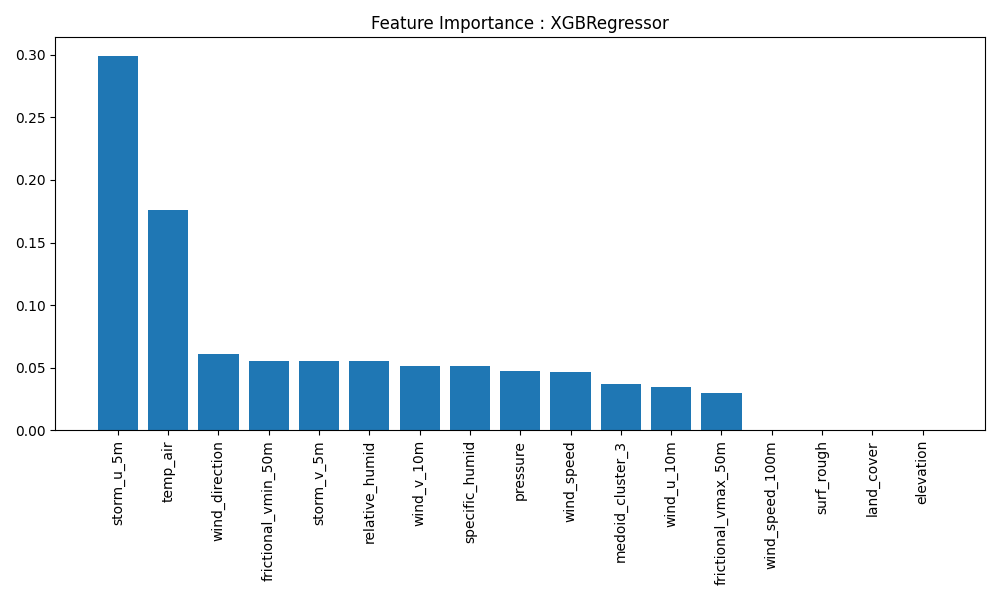 Feature Importance : XGBRegressor
0.30
0.25
0.20
0.15
0.10
0.05
0.00
storm_u_5m
temp_air
wind_direction
frictional_vmin_50m
storm_v_5m
relative_humid
wind_v_10m
specific_humid
pressure
wind_speed
medoid_cluster_3
wind_u_10m
frictional_vmax_50m
wind_speed_100m
surf_rough
land_cover
elevation